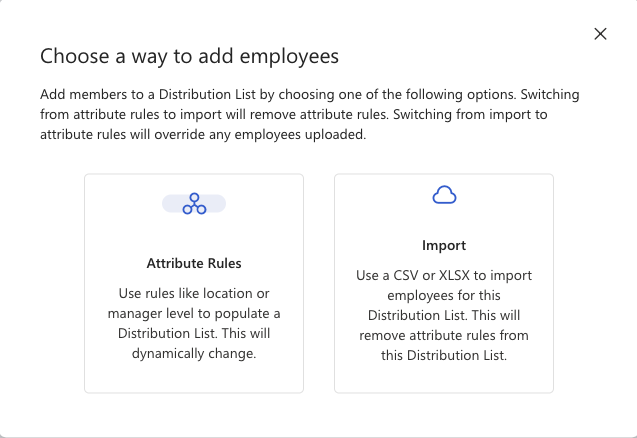 Choose a way to add employees
Add members to a Distribution List by choosing one of the following options. Switching
from attribute rules to import will remove attribute rules. Switching from import to
attribute rules will override any employees uploaded.
Attribute Rules
Use rules like location or
manager level to populate a
Distribution List. This will
dynamically change.
Import
Use a CSV or XLSX to import
employees for this
Distribution List. This will
remove attribute rules from
this Distribution List.